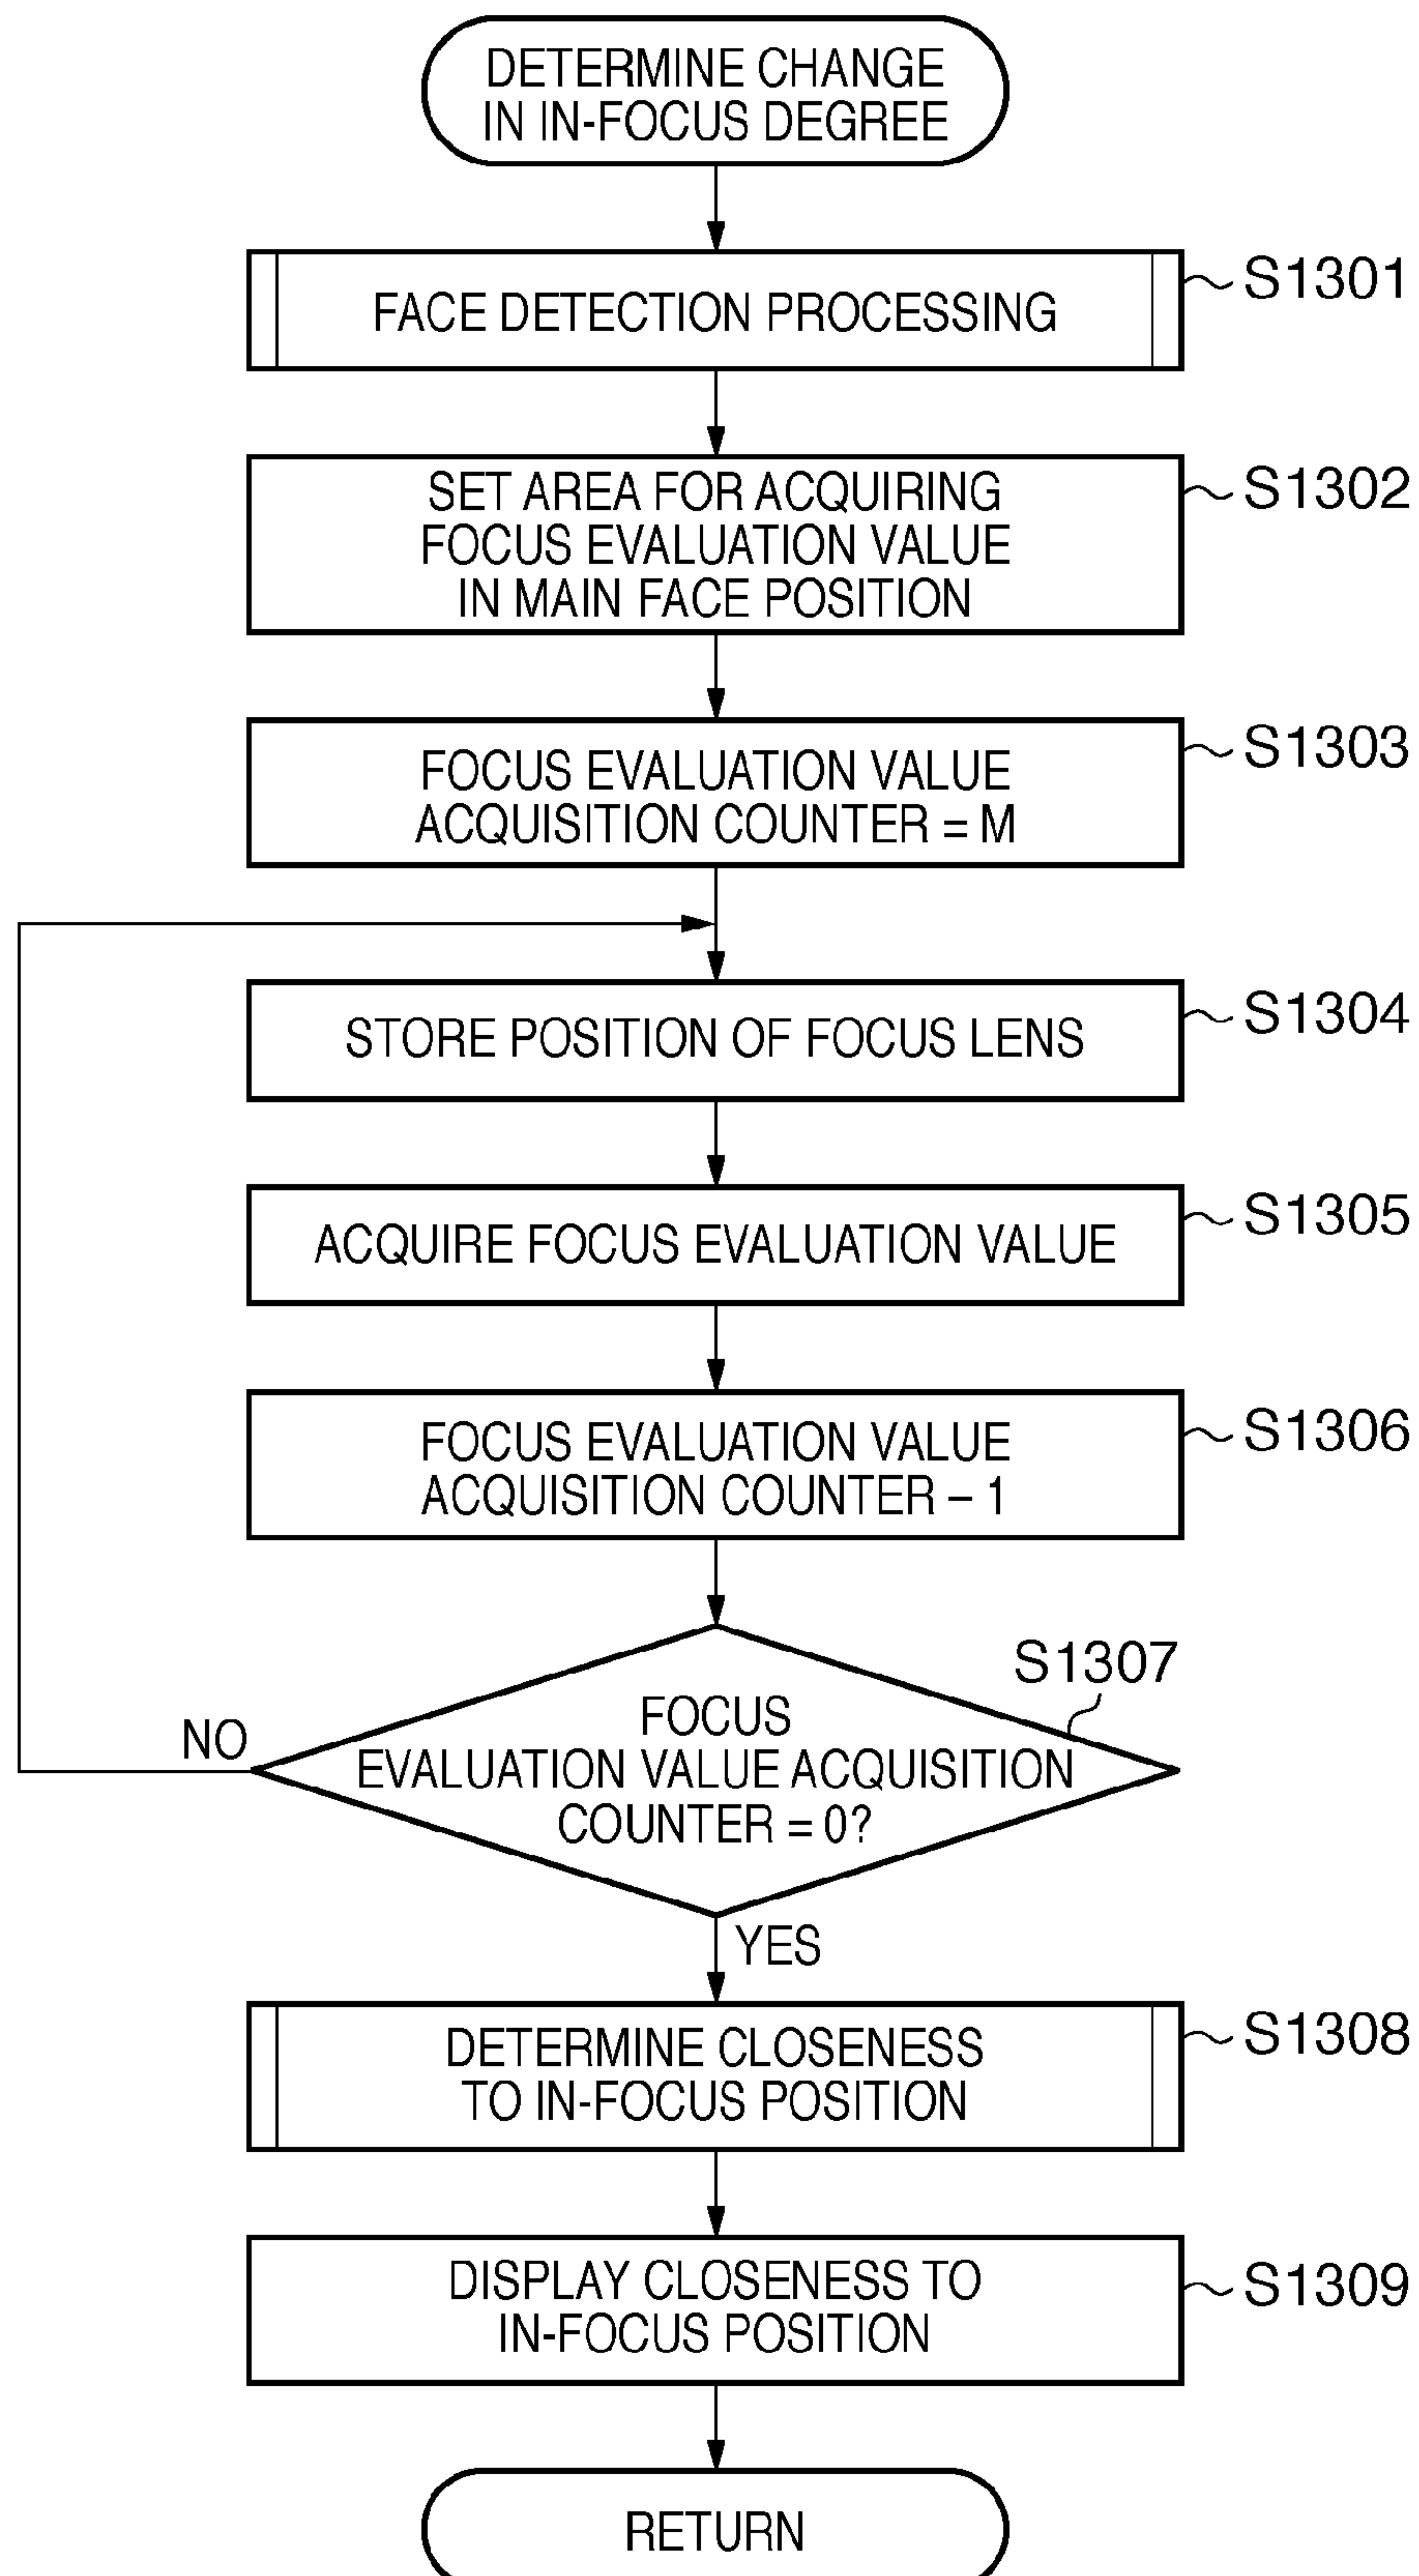 DETERMINE CHANGE
IN IN-FOCUS DEGREE
FACE DETECTION PROCESSING
S1301
SET AREA FOR ACQUIRING
FOCUS EVALUATION VALUE
IN MAIN FACE POSITION
S1302
FOCUS EVALUATION VALUE
ACQUISITION COUNTER = M
S1303
STORE POSITION OF FOCUS LENS
S1304
ACQUIRE FOCUS EVALUATION VALUE
S1305
FOCUS EVALUATION VALUE
ACQUISITION COUNTER – 1
S1306
S1307
FOCUS
EVALUATION VALUE ACQUISITION
COUNTER = 0?
NO
YES
DETERMINE CLOSENESS
TO IN-FOCUS POSITION
S1308
DISPLAY CLOSENESS TO
IN-FOCUS POSITION
S1309
RETURN